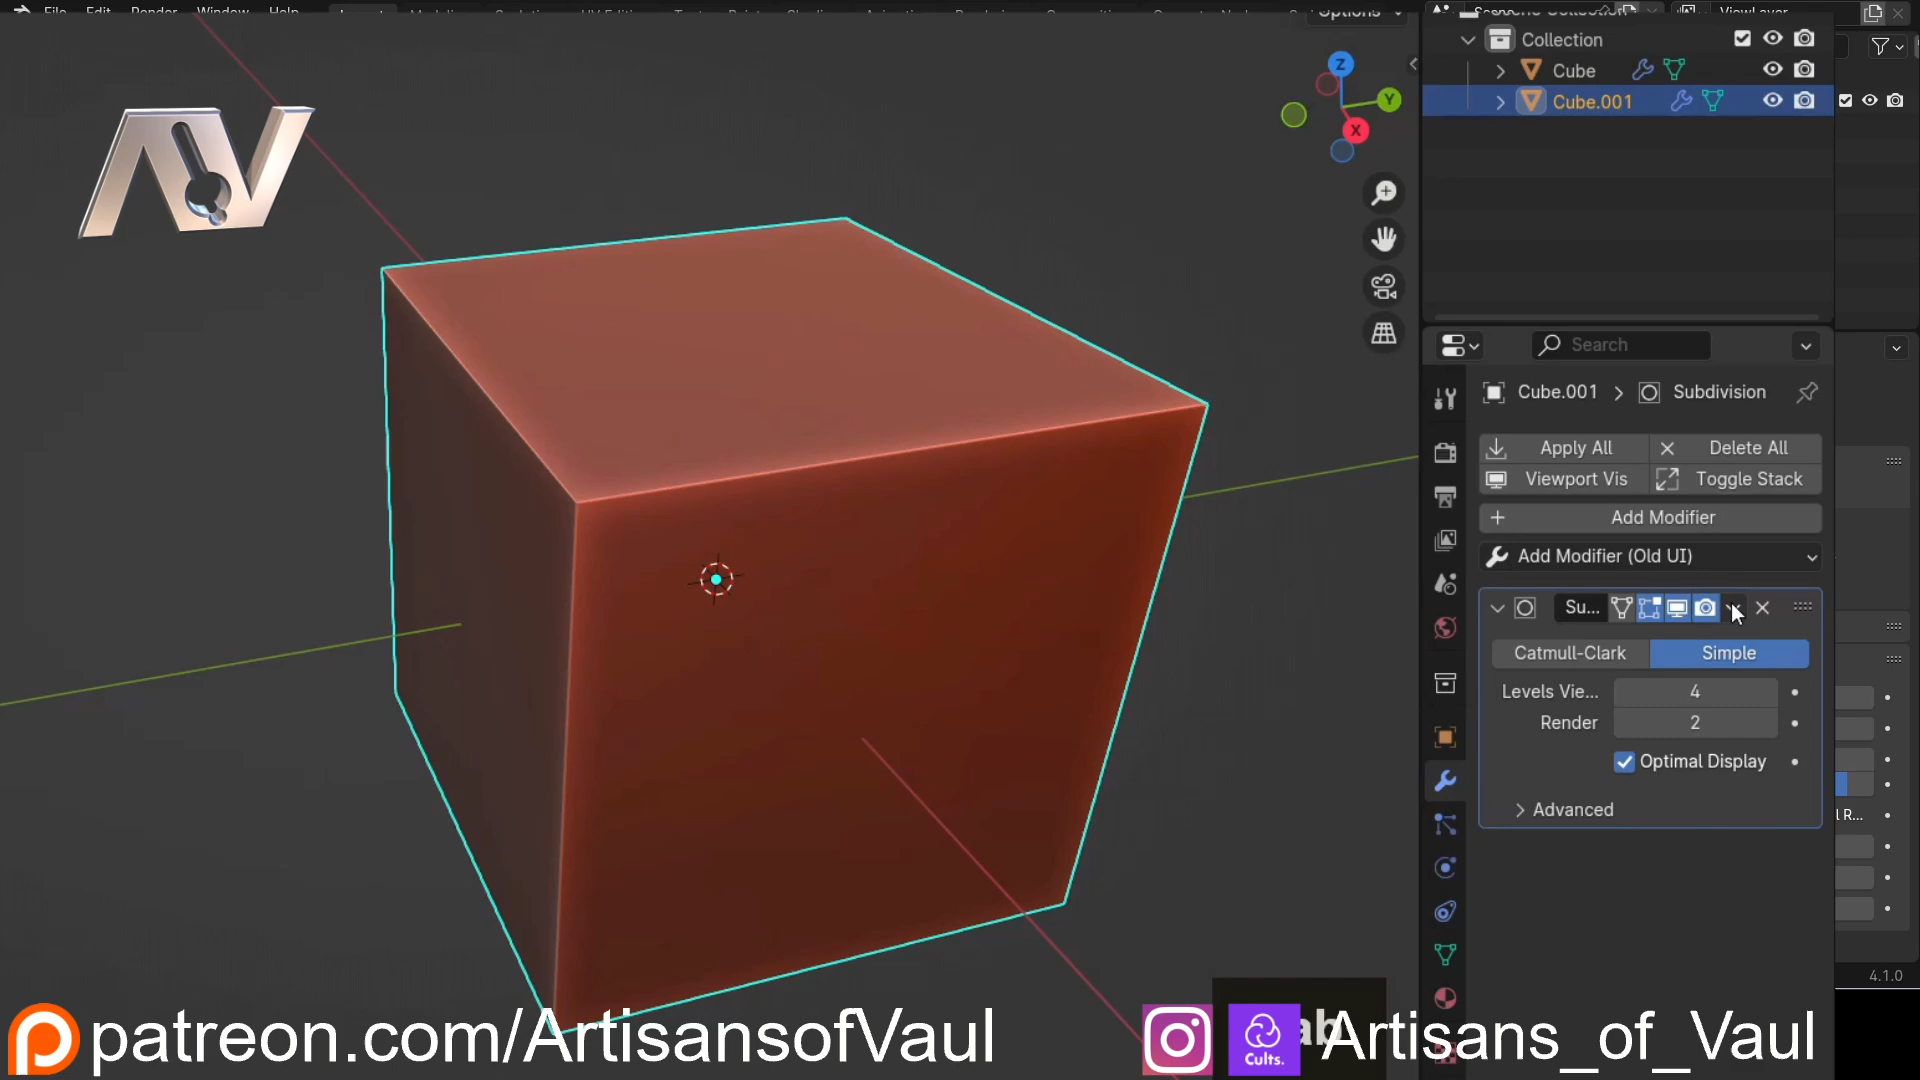 Options
Collection
Cube
Cube.001
Z
Y
X
Search
Cube.001 > Subdivision
Apply All
Delete All
Viewport Vis
Toggle Stack
+ Add Modifier
Add Modifier (Old UI)
Su...
Catmull-Clark
Simple
Levels Vie... 4
Render 2
Optimal Display
Advanced
l R...
4.1.0
patreon.com/ArtisansofVaul
Cults.
Artisans_of_Vaul